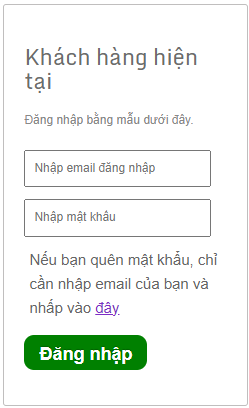 Khách hàng hiện
tại
Đăng nhập bằng mẫu dưới đây.
Nhập email đăng nhập
Nhập mật khẩu
Nếu bạn quên mật khẩu, chỉ
cần nhập email của bạn và
nhấp vào đây
Đăng nhập